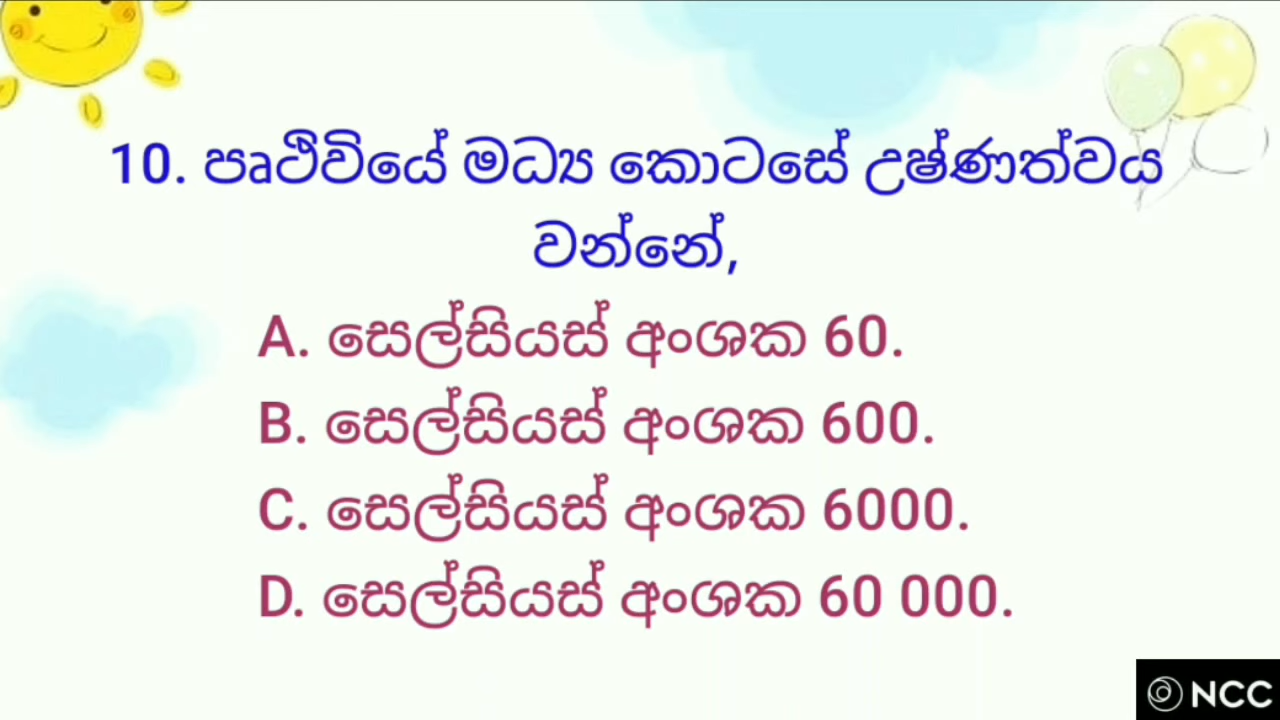 10. පෘථිවියේ මධ්‍ය කොටසේ උෂ්ණත්වය
වන්නේ,
A. සෙල්සියස් අංශක 60.
B. සෙල්සියස් අංශක 600.
C. සෙල්සියස් අංශක 6000.
D. සෙල්සියස් අංශක 60 000.
NCC